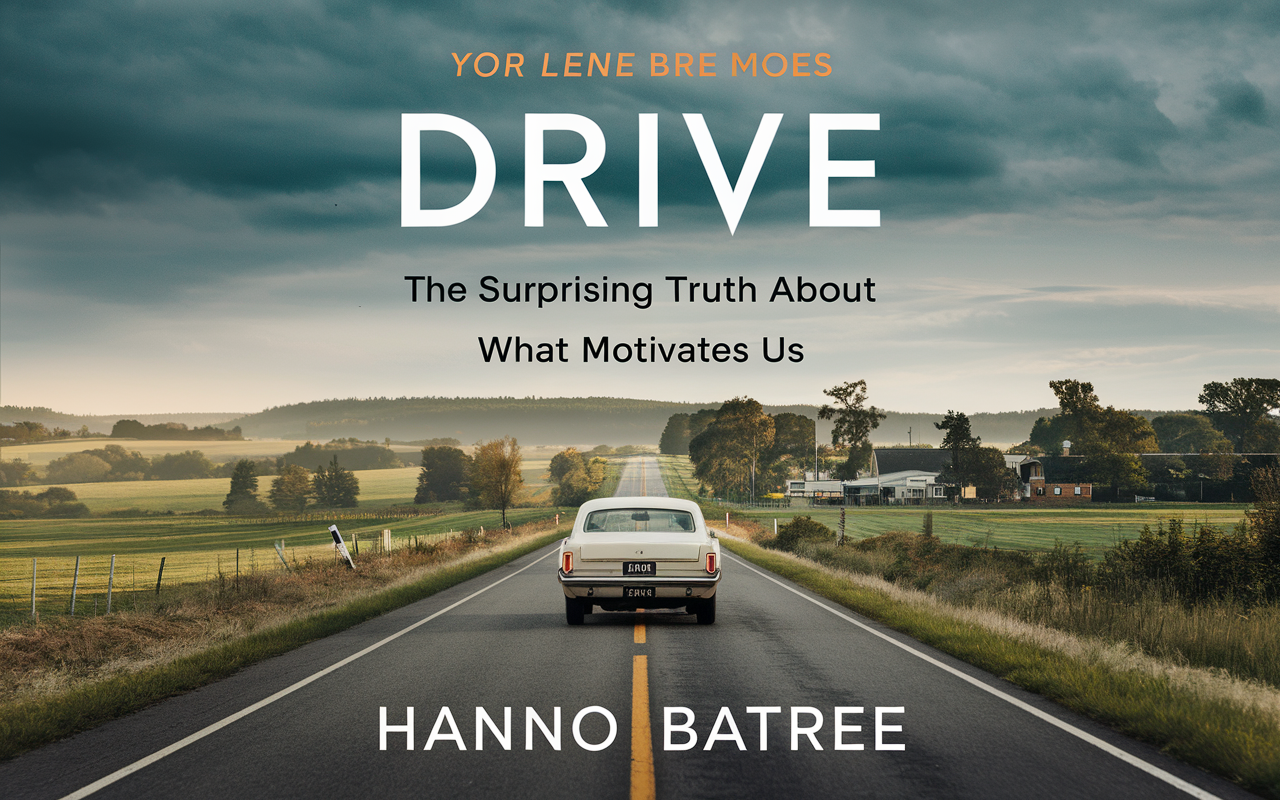 YOR LENE BRE MOES
DRIVE
The Surprising Truth About
What Motivates Us
HANNO BATREE